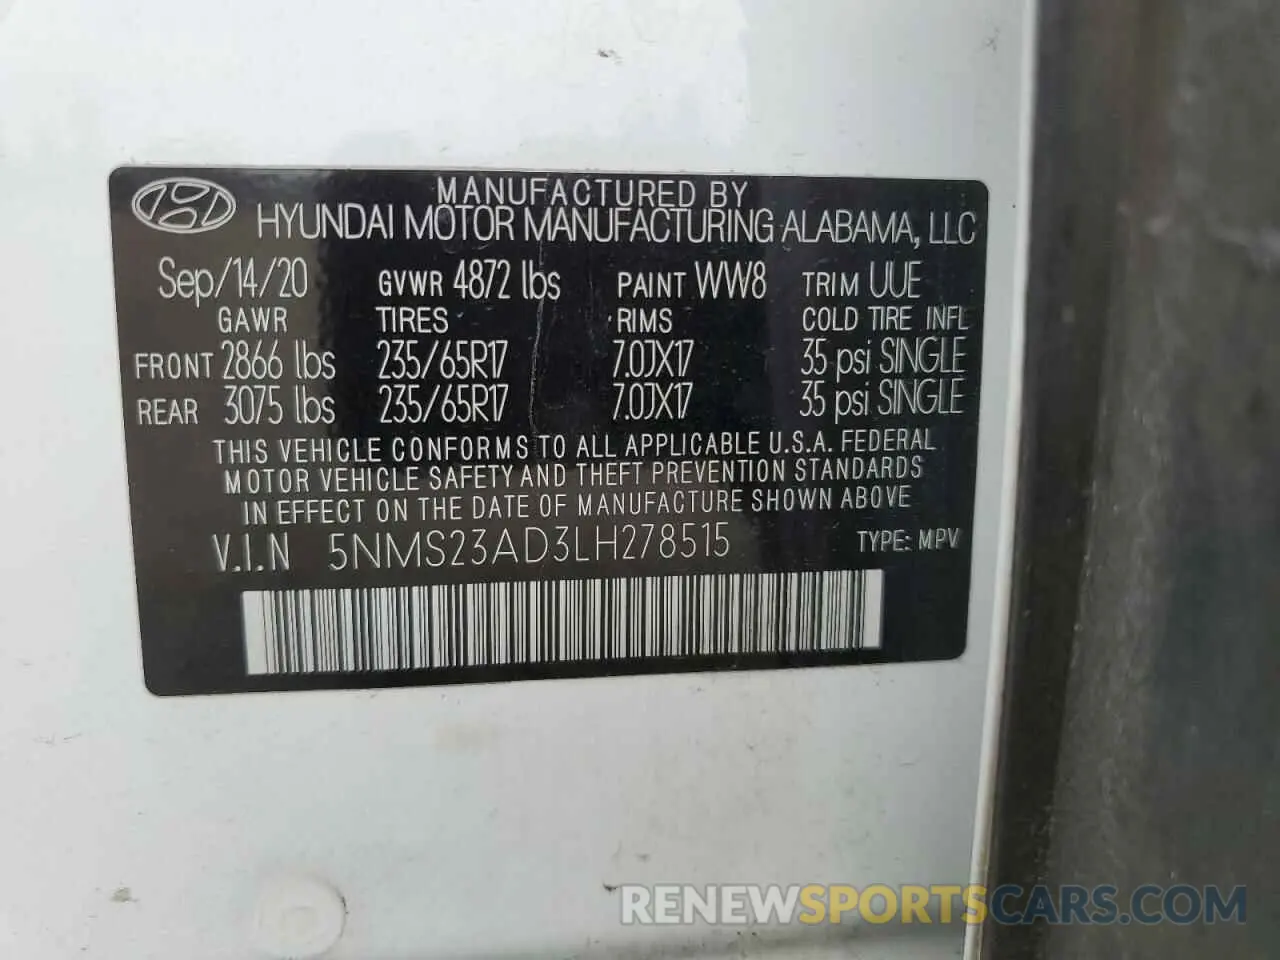 MANUFACTURED BY
HYUNDAI MOTOR MANUFACTURING ALABAMA, LLC
Sep/14/20 GVWR 4872 lbs PAINT WW8 TRIM UUE
GAWR TIRES RIMS COLD TIRE INFL
FRONT 2866 lbs 235/65R17 7.0JX17 35 psi SINGLE
REAR 3075 lbs 235/65R17 7.0JX17 35 psi SINGLE
THIS VEHICLE CONFORMS TO ALL APPLICABLE U.S.A. FEDERAL
MOTOR VEHICLE SAFETY AND THEFT PREVENTION STANDARDS
IN EFFECT ON THE DATE OF MANUFACTURE SHOWN ABOVE
V.I.N 5NMS23AD3LH278515 TYPE: MPV
RENEWSPORTSCARS.COM